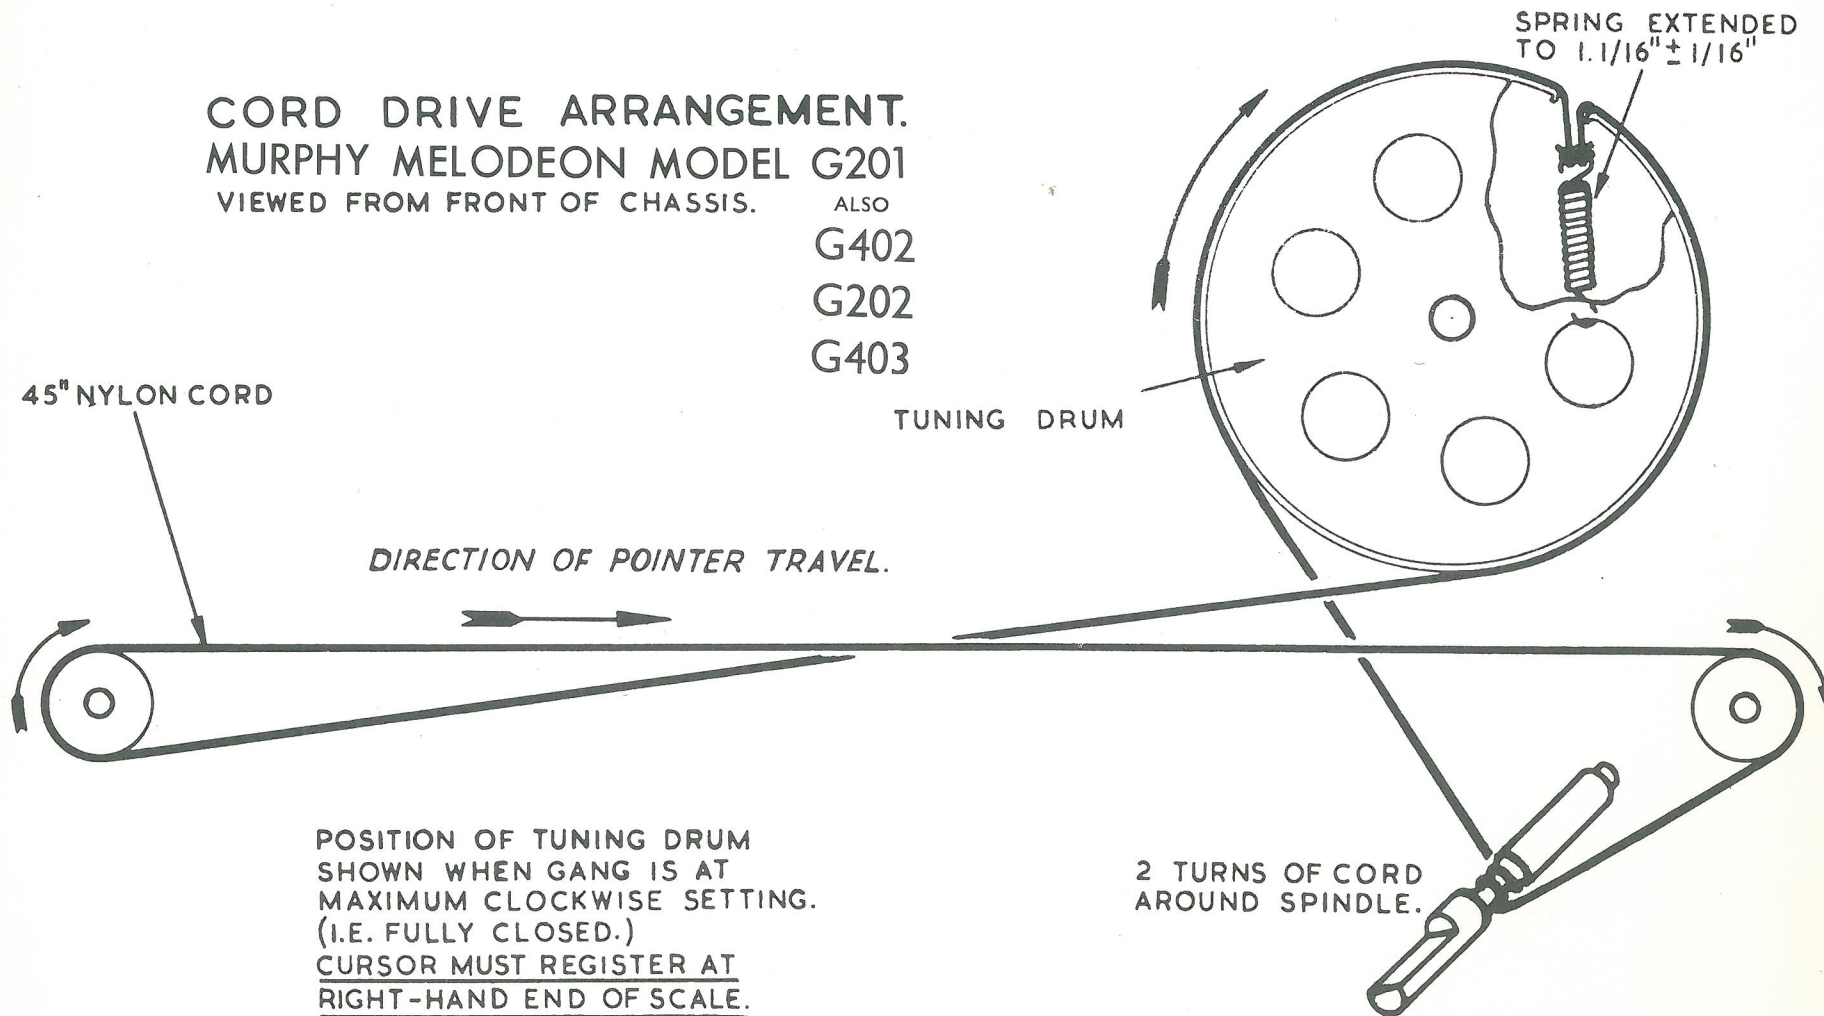 SPRING EXTENDED
TO 1.1/16" ± 1/16"
CORD DRIVE ARRANGEMENT.
MURPHY MELODEON MODEL G201
VIEWED FROM FRONT OF CHASSIS.
ALSO
G402
G202
G403
45" NYLON CORD
TUNING DRUM
DIRECTION OF POINTER TRAVEL.
POSITION OF TUNING DRUM
SHOWN WHEN GANG IS AT
MAXIMUM CLOCKWISE SETTING.
(I.E. FULLY CLOSED.)
CURSOR MUST REGISTER AT
RIGHT-HAND END OF SCALE.
2 TURNS OF CORD
AROUND SPINDLE.